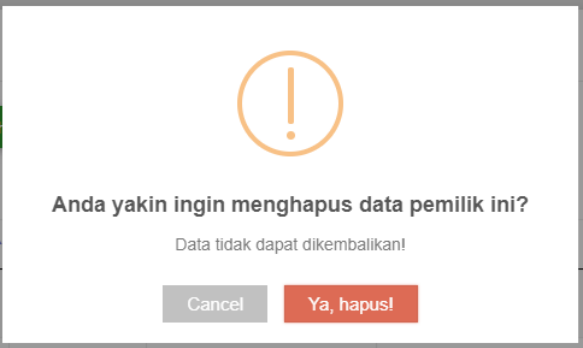 Anda yakin ingin menghapus data pemilik ini?
Data tidak dapat dikembalikan!
Cancel
Ya, hapus!